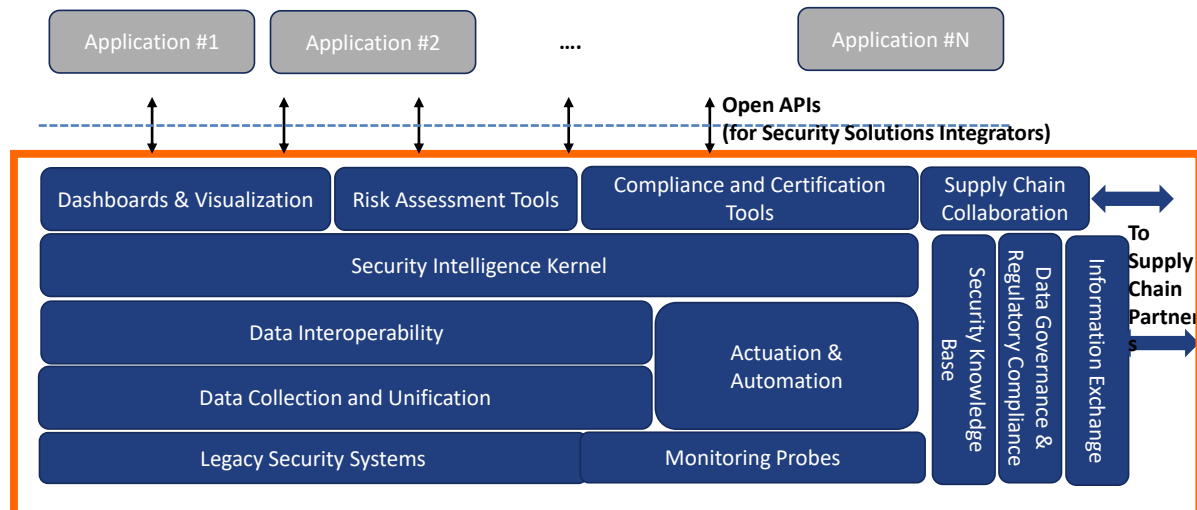 Application #1
Application #2
....
Application #N
Open APIs
(for Security Solutions Integrators)
Dashboards & Visualization
Risk Assessment Tools
Compliance and Certification
Tools
Supply Chain
Collaboration
Security Intelligence Kernel
Data Interoperability
Actuation &
Automation
Data Collection and Unification
Legacy Security Systems
Monitoring Probes
Security Knowledge
Base
Data Governance &
Regulatory Compliance
Information Exchange
To
Supply
Chain
Partner
s